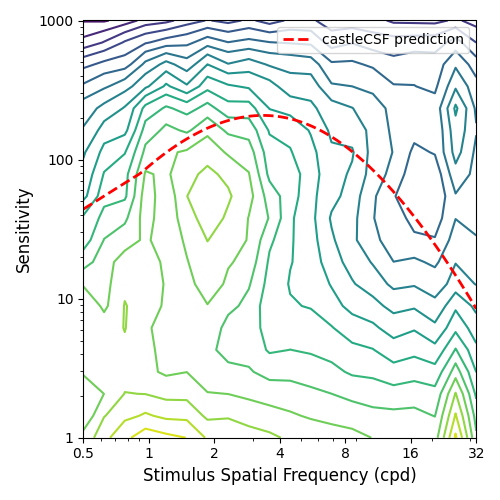 1000
castleCSF prediction
100
10
1
Sensitivity
0.5 1 2 4 8 16 32
Stimulus Spatial Frequency (cpd)